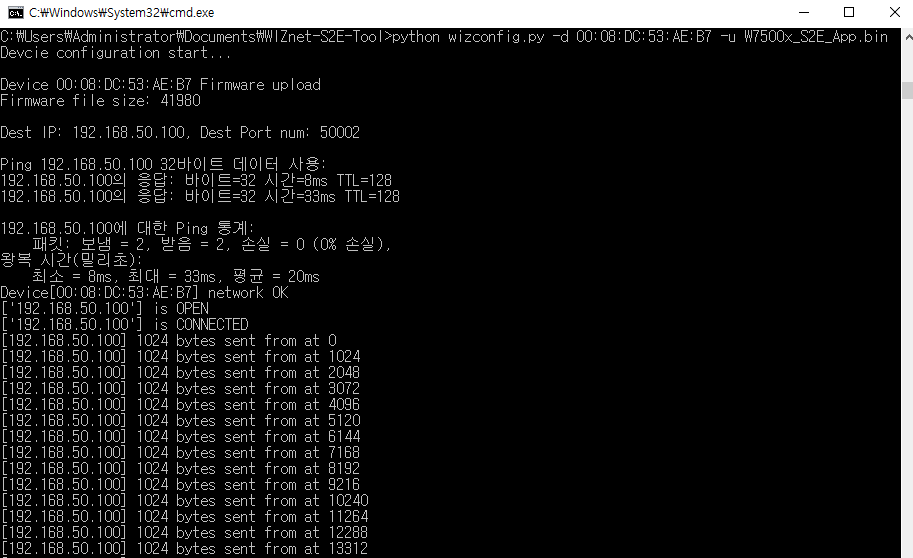 C:₩Windows₩System32₩cmd.exe
C:₩Users₩Administrator₩Documents₩WIZnet-S2E-Tool>python wizconfig.py -d 00:08:DC:53:AE:B7 -u W7500x_S2E_App.bin
Devcie configuration start...
Device 00:08:DC:53:AE:B7 Firmware upload
Firmware file size: 41980
Dest IP: 192.168.50.100, Dest Port num: 50002
Ping 192.168.50.100 32바이트 데이터 사용:
192.168.50.100의 응답: 바이트=32 시간=8ms TTL=128
192.168.50.100의 응답: 바이트=32 시간=33ms TTL=128
192.168.50.100에 대한 Ping 통계:
패킷: 보냄 = 2, 받음 = 2, 손실 = 0 (0% 손실),
왕복 시간(밀리초):
최소 = 8ms, 최대 = 33ms, 평균 = 20ms
Device[00:08:DC:53:AE:B7] network OK
['192.168.50.100'] is OPEN
['192.168.50.100'] is CONNECTED
[192.168.50.100] 1024 bytes sent from at 0
[192.168.50.100] 1024 bytes sent from at 1024
[192.168.50.100] 1024 bytes sent from at 2048
[192.168.50.100] 1024 bytes sent from at 3072
[192.168.50.100] 1024 bytes sent from at 4096
[192.168.50.100] 1024 bytes sent from at 5120
[192.168.50.100] 1024 bytes sent from at 6144
[192.168.50.100] 1024 bytes sent from at 7168
[192.168.50.100] 1024 bytes sent from at 8192
[192.168.50.100] 1024 bytes sent from at 9216
[192.168.50.100] 1024 bytes sent from at 10240
[192.168.50.100] 1024 bytes sent from at 11264
[192.168.50.100] 1024 bytes sent from at 12288
[192.168.50.100] 1024 bytes sent from at 13312